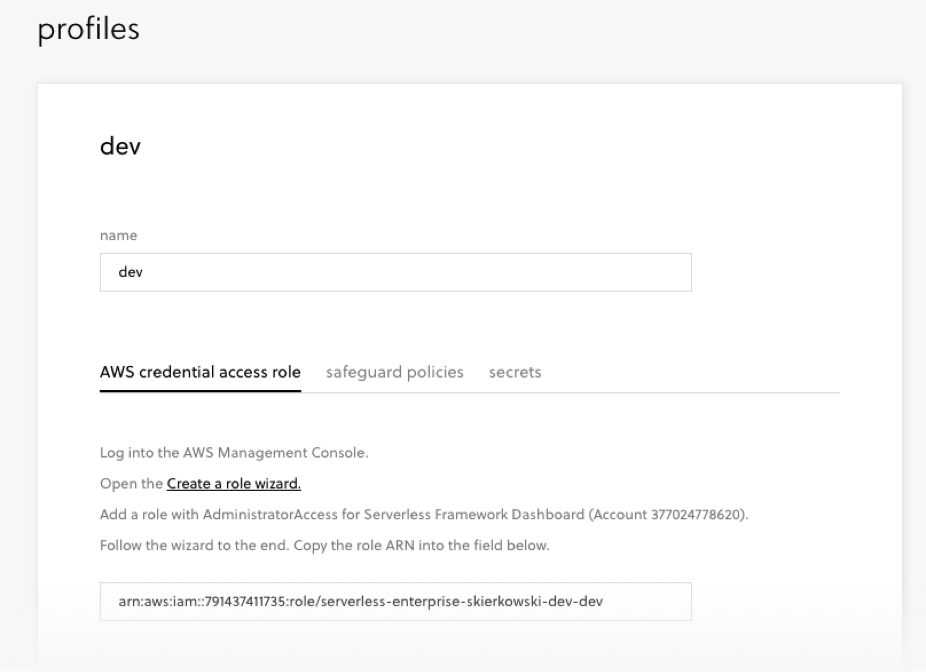 profiles
dev
name
dev
AWS credential access role safeguard policies secrets
Log into the AWS Management Console.
Open the Create a role wizard.
Add a role with AdministratorAccess for Serverless Framework Dashboard (Account 377024778620).
Follow the wizard to the end. Copy the role ARN into the field below.
arn:aws:iam::791437411735:role/serverless-enterprise-skierkowski-dev-dev